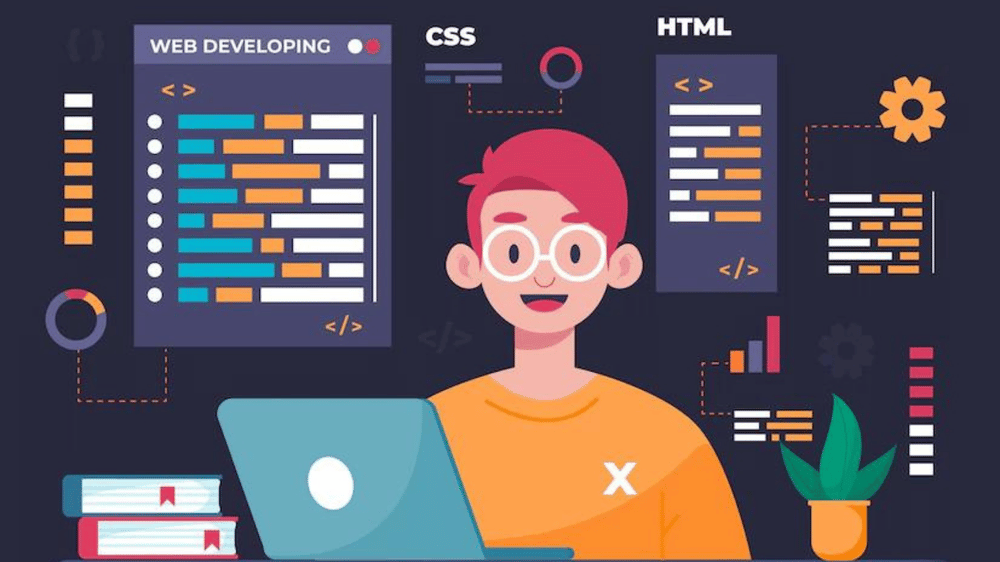 WEB DEVELOPING
< >
</>
CSS
HTML
< >
</>
{ }
</>
X